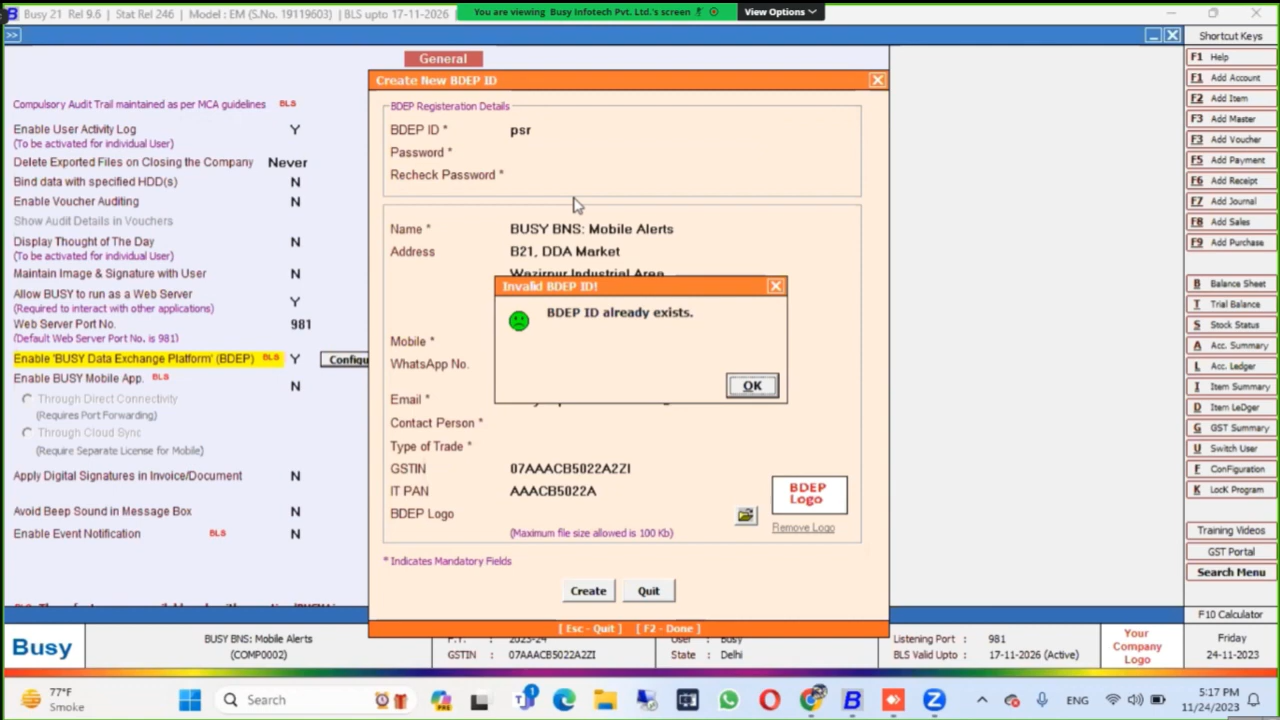 Busy 21 Rel 9.6 | Stat Rel 246 | Model : EM (S.No. 19119603) | BLS upto 17-11-2026
You are viewing Busy Infotech Pvt. Ltd.'s screen
View Options
>>
Shortcut Keys
General
Compulsory Audit Trail maintained as per MCA guidelines BLS
Enable User Activity Log Y
(To be activated for individual User)
Delete Exported Files on Closing the Company Never
Bind data with specified HDD(s) N
Enable Voucher Auditing N
Show Audit Details in Vouchers
Display Thought of The Day N
(To be activated for individual User)
Maintain Image & Signature with User N
Allow BUSY to run as a Web Server Y
(Required to interact with other applications)
Web Server Port No. 981
(Default Web Server Port No. is 981)
Enable 'BUSY Data Exchange Platform' (BDEP) BLS Y Configu
Enable BUSY Mobile App. BLS N
Through Direct Connectivity
(Requires Port Forwarding)
Through Cloud Sync
(Require Separate License for Mobile)
Apply Digital Signatures in Invoice/Document N
Avoid Beep Sound in Message Box N
Enable Event Notification BLS N
Create New BDEP ID
BDEP Registeration Details
BDEP ID * psr
Password *
Recheck Password *
Name * BUSY BNS: Mobile Alerts
Address B21, DDA Market
Wazirpur Industrial Area
Invalid BDEP ID!
BDEP ID already exists.
OK
Mobile *
WhatsApp No.
Email *
Contact Person *
Type of Trade *
GSTIN 07AAACB5022A2ZI
IT PAN AAACB5022A
BDEP Logo
BDEP
Logo
Remove Logo
(Maximum file size allowed is 100 Kb)
* Indicates Mandatory Fields
Create Quit
[ Esc - Quit ] [ F2 - Done ]
F1 Help
F1 Add Account
F2 Add Item
F3 Add Master
F3 Add Voucher
F5 Add Payment
F6 Add Receipt
F7 Add Journal
F8 Add Sales
F9 Add Purchase
B Balance Sheet
T Trial Balance
S Stock Status
A Acc. Summary
L Acc. Ledger
I Item Summary
D Item LeDger
G GST Summary
U Switch User
F ConFiguration
K LocK Program
Training Videos
GST Portal
Search Menu
F10 Calculator
Busy
BUSY BNS: Mobile Alerts
(COMP0002)
F.Y. : 2023-24
GSTIN : 07AAACB5022A2ZI
User : Busy
State : Delhi
Listening Port : 981
BLS Valid Upto : 17-11-2026 (Active)
Your
Company
Logo
Friday
24-11-2023
77°F
Smoke
Search
ENG
5:17 PM
11/24/2023